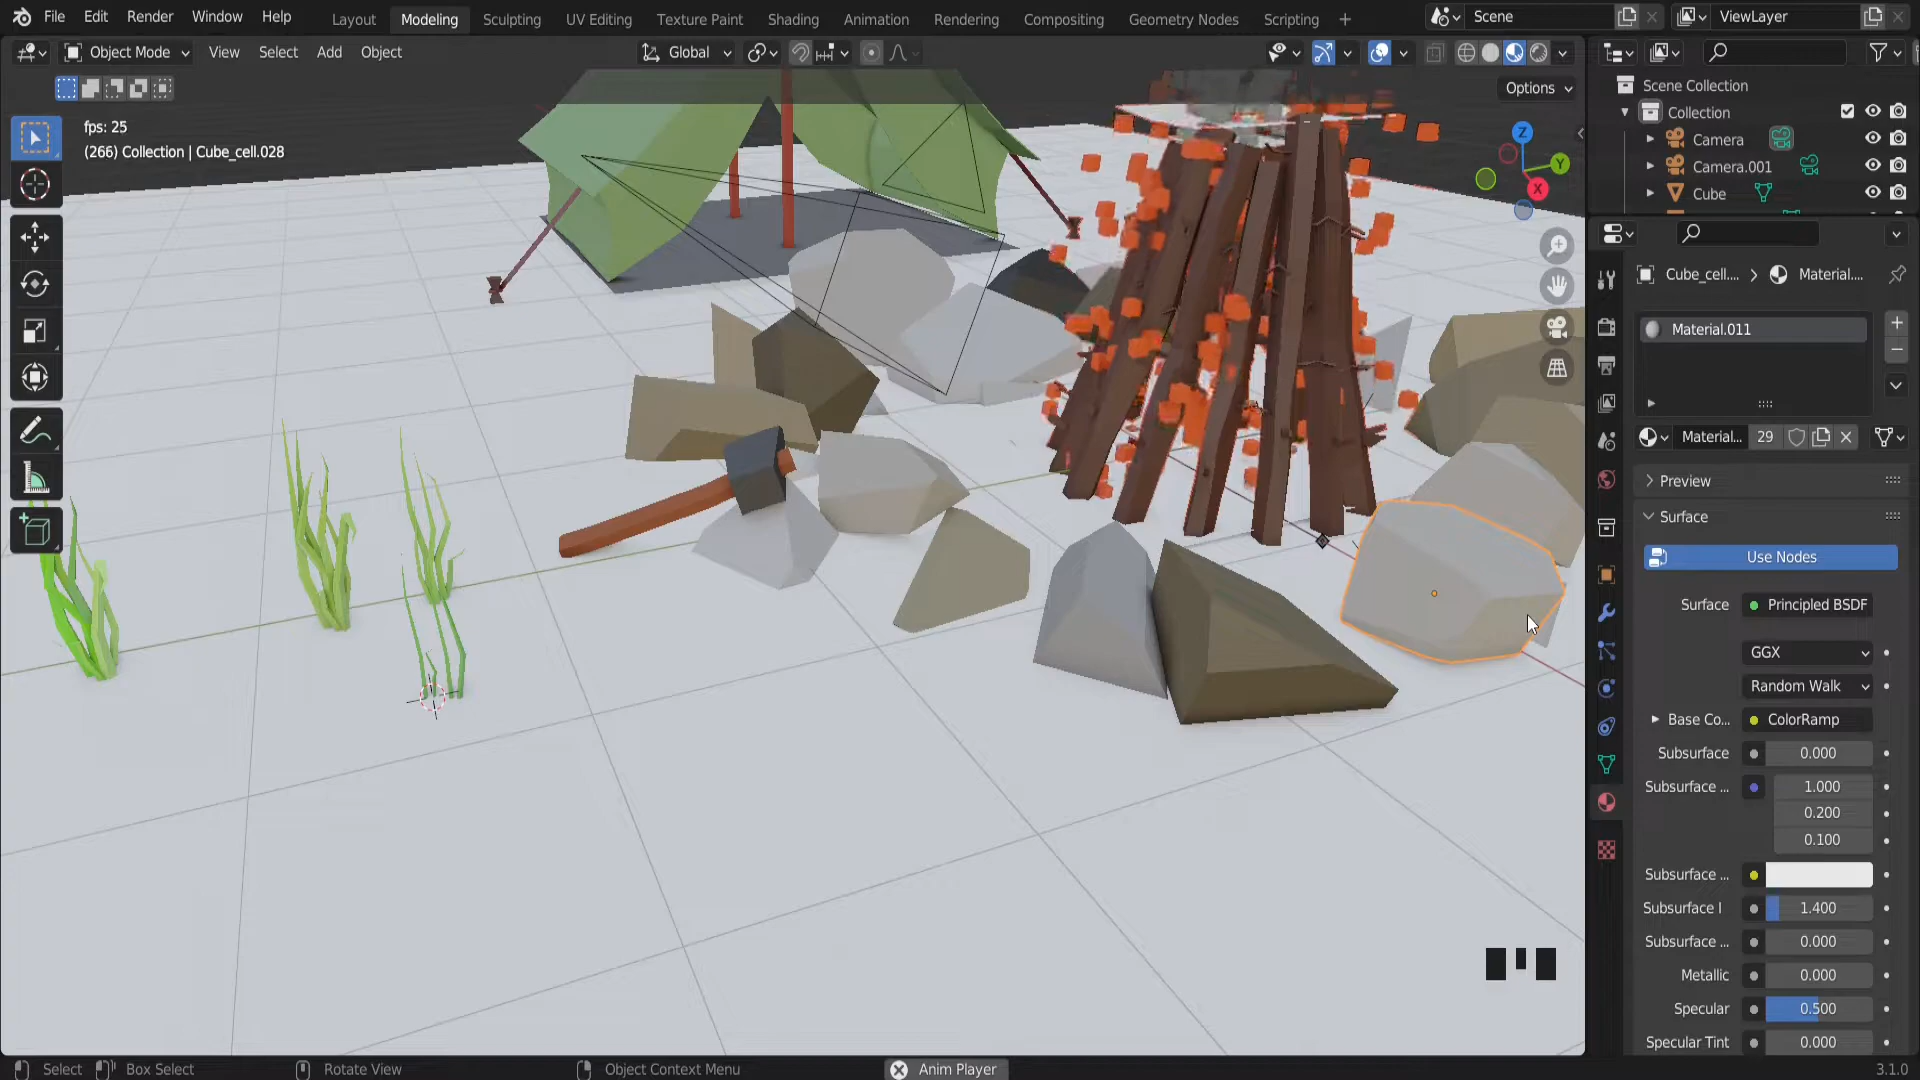 File Edit Render Window Help Layout Modeling Sculpting UV Editing Texture Paint Shading Animation Rendering Compositing Geometry Nodes Scripting + Scene ViewLayer
Object Mode View Select Add Object Global
Options
fps: 25
(266) Collection | Cube_cell.028
Z
Y
X
Scene Collection
Collection
Camera
Camera.001
Cube
Cube_cell.... > Material....
Material.011
Material... 29
Preview
Surface
Use Nodes
Surface Principled BSDF
GGX
Random Walk
Base Co... ColorRamp
Subsurface 0.000
Subsurface ... 1.000
0.200
0.100
Subsurface ...
Subsurface I 1.400
Subsurface ... 0.000
Metallic 0.000
Specular 0.500
Specular Tint 0.000
Select Box Select Rotate View Object Context Menu Anim Player 3.1.0